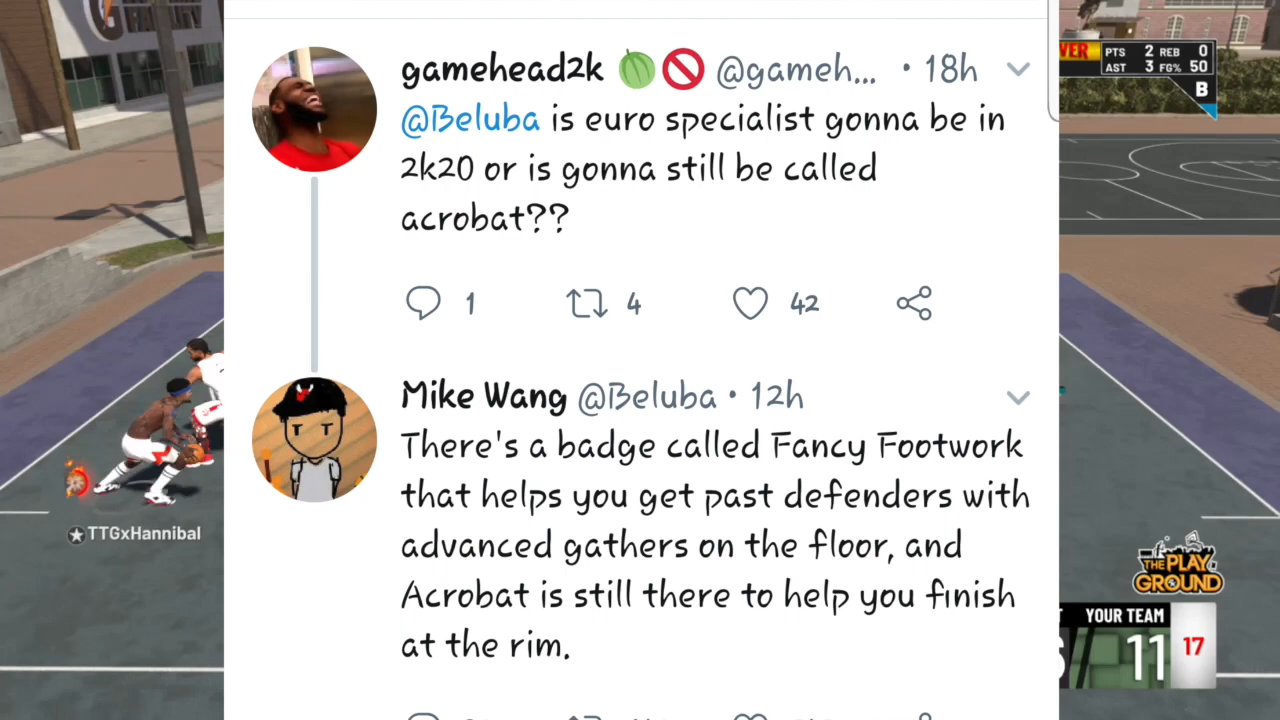 gamehead2k @gameh... • 18h
@Beluba is euro specialist gonna be in
2k20 or is gonna still be called
acrobat??
1 4 42
Mike Wang @Beluba • 12h
There's a badge called Fancy Footwork
that helps you get past defenders with
advanced gathers on the floor, and
Acrobat is still there to help you finish
at the rim.
VER PTS 2 REB 0
AST 3 FG% 50
B
TTGxHannibal
THE PLAY
GROUND
YOUR TEAM
11 17